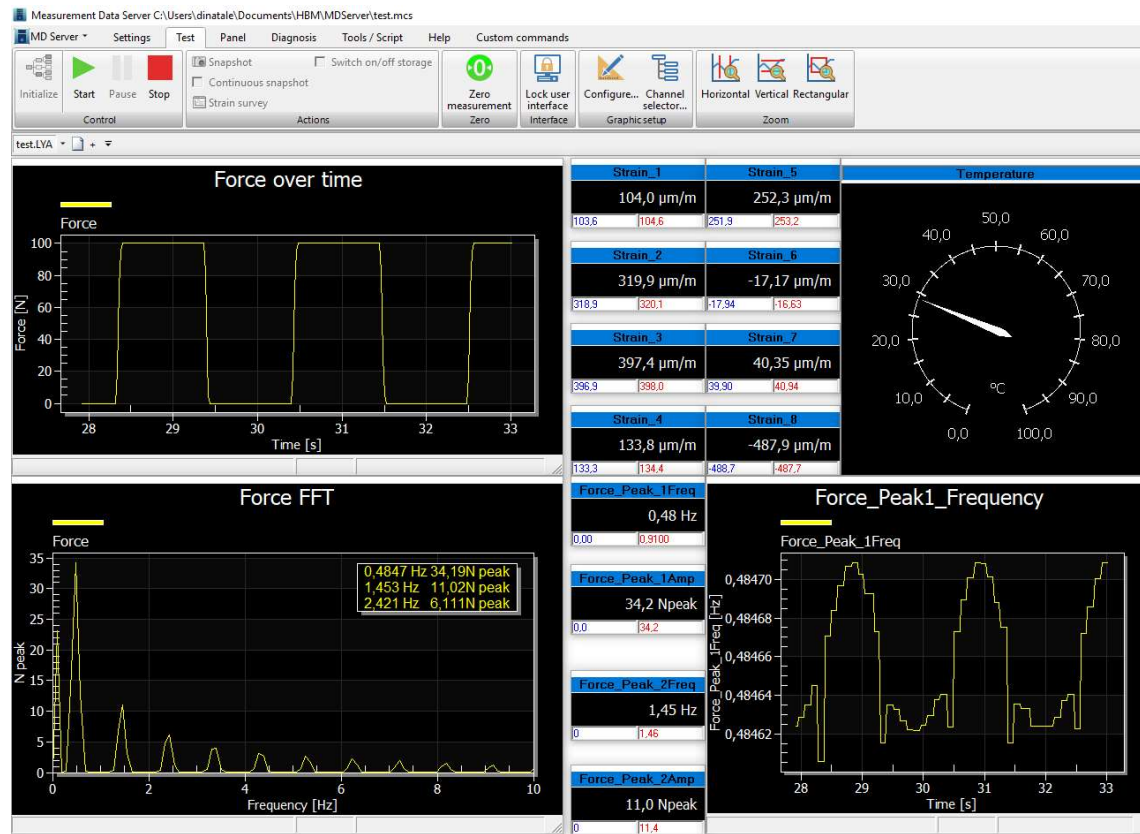 Measurement Data Server C:\Users\dinatale\Documents\HBM\MDServer\test.mcs
MD Server Settings Test Panel Diagnosis Tools / Script Help Custom commands
Initialize Start Pause Stop
Control
Snapshot Switch on/off storage
Continuous snapshot
Strain survey
Actions
Zero measurement
Zero
Lock user interface
Interface
Configure... Channel selector...
Graphic setup
Horizontal Vertical Rectangular
Zoom
test.LYA +
Force over time
Force
100
80
60
40
20
0
Force [N]
28 29 30 31 32 33
Time [s]
Strain_1
104,0 µm/m
103,6 104,6
Strain_5
252,3 µm/m
251,9 253,2
Strain_2
319,9 µm/m
318,9 320,1
Strain_6
-17,17 µm/m
-17,94 -16,63
Strain_3
397,4 µm/m
396,9 398,0
Strain_7
40,35 µm/m
39,90 40,94
Strain_4
133,8 µm/m
133,3 134,4
Strain_8
-487,9 µm/m
-488,7 -487,7
Temperature
0,0
10,0
20,0
30,0
40,0
50,0
60,0
70,0
80,0
90,0
100,0
°C
Force FFT
Force
0,4847 Hz 34,19N peak
1,453 Hz 11,02N peak
2,421 Hz 6,111N peak
35
30
25
20
15
10
5
0
N peak
0 2 4 6 8 10
Frequency [Hz]
Force_Peak_1Freq
0,48 Hz
0,00 0,9100
Force_Peak_1Amp
34,2 Npeak
0,0 34,2
Force_Peak_2Freq
1,45 Hz
0 1,46
Force_Peak_2Amp
11,0 Npeak
0 11,4
Force_Peak1_Frequency
Force_Peak_1Freq
0,48470
0,48468
0,48466
0,48464
0,48462
Force_Peak_1Freq [Hz]
28 29 30 31 32 33
Time [s]